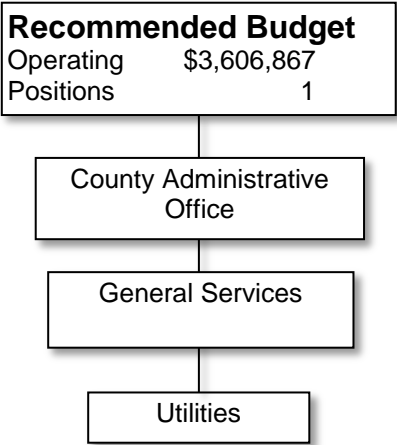 Recommended Budget
Operating $3,606,867
Positions 1
County Administrative
Office
General Services
Utilities